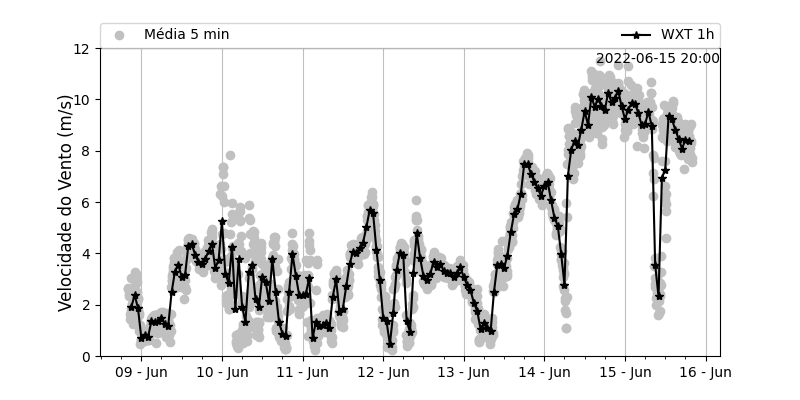 Média 5 min
WXT 1h
2022-06-15 20:00
Velocidade do Vento (m/s)
12
10
8
6
4
2
0
09 - Jun
10 - Jun
11 - Jun
12 - Jun
13 - Jun
14 - Jun
15 - Jun
16 - Jun